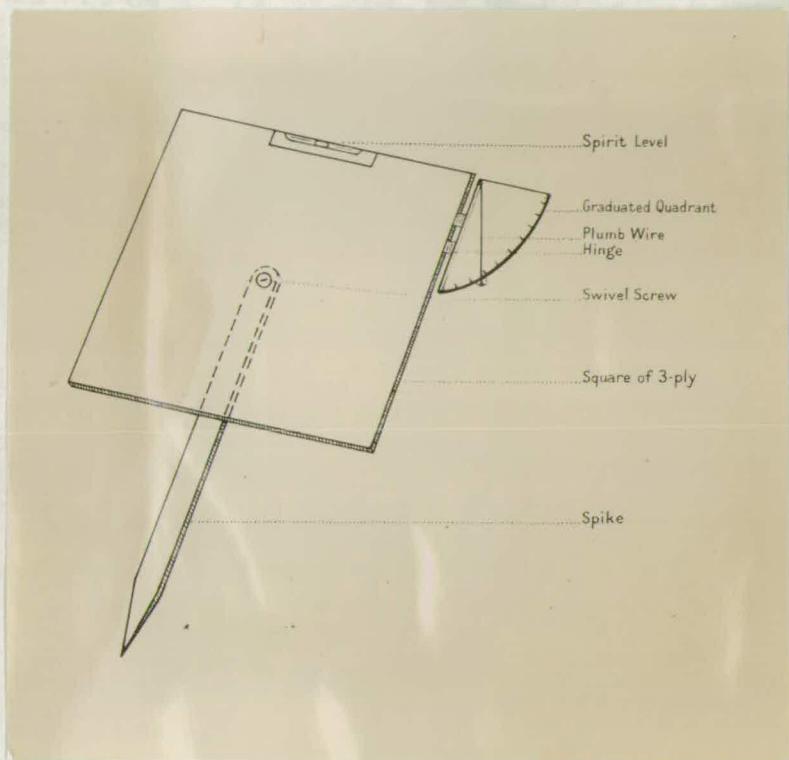 Spirit Level
Graduated Quadrant
Plumb Wire
Hinge
Swivel Screw
Square of 3-ply
Spike